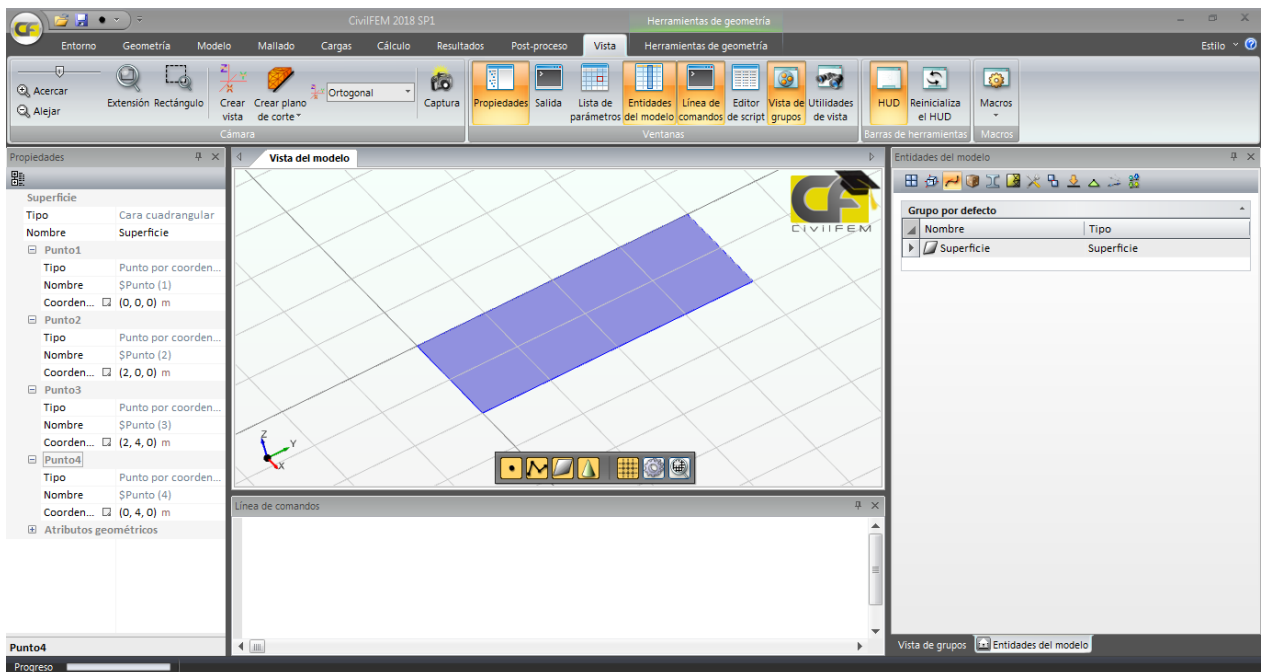 CivilFEM 2018 SP1
Herramientas de geometría
Entorno Geometría Modelo Mallado Cargas Cálculo Resultados Post-proceso Vista Herramientas de geometría Estilo
Acercar
Alejar
Extensión Rectángulo
Crear vista
Crear plano de corte
Ortogonal
Captura
Cámara
Propiedades Salida
Lista de parámetros
Entidades del modelo
Línea de comandos
Editor de script
Vista de grupos
Utilidades de vista
Ventanas
HUD
Reinicializa el HUD
Barras de herramientas
Macros
Macros
Propiedades
Superficie
Tipo Cara cuadrangular
Nombre Superficie
Punto1
Tipo Punto por coorden...
Nombre $Punto (1)
Coorden... (0, 0, 0) m
Punto2
Tipo Punto por coorden...
Nombre $Punto (2)
Coorden... (2, 0, 0) m
Punto3
Tipo Punto por coorden...
Nombre $Punto (3)
Coorden... (2, 4, 0) m
Punto4
Tipo Punto por coorden...
Nombre $Punto (4)
Coorden... (0, 4, 0) m
Atributos geométricos
Punto4
Progreso
Vista del modelo
CF
CIVILFEM
Z
Y
X
Línea de comandos
Entidades del modelo
Grupo por defecto
Nombre Tipo
Superficie Superficie
Vista de grupos Entidades del modelo